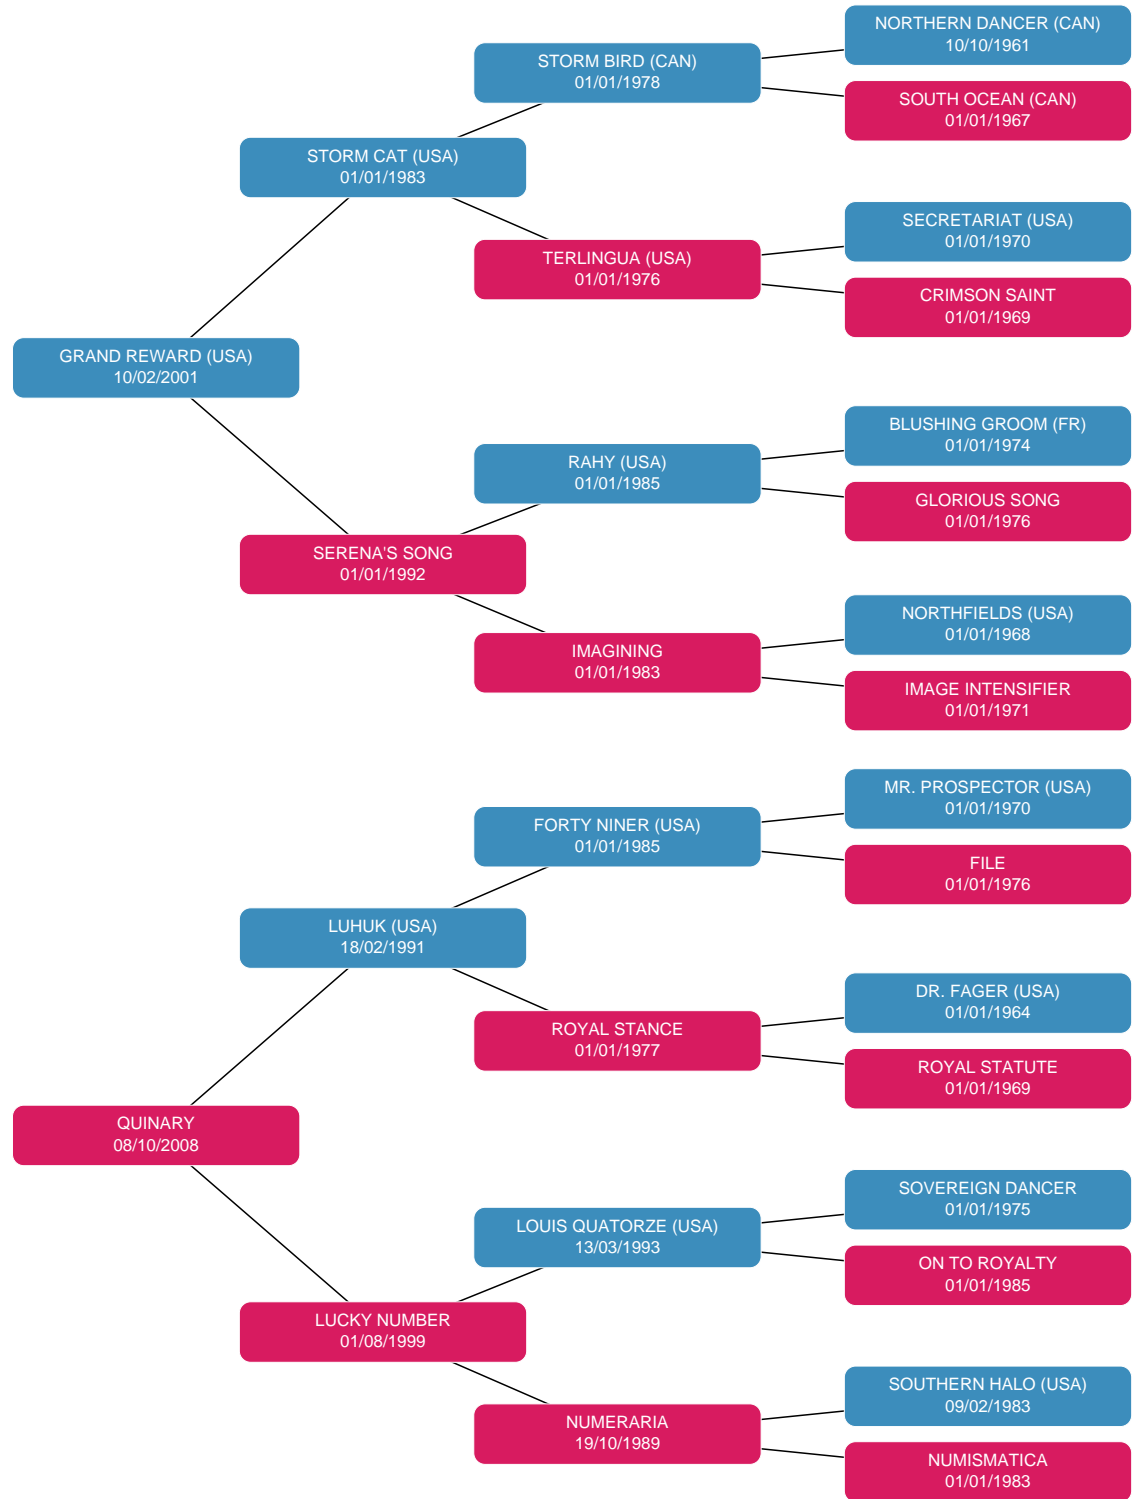 NORTHERN DANCER (CAN)
10/10/1961
STORM BIRD (CAN)
01/01/1978
SOUTH OCEAN (CAN)
01/01/1967
STORM CAT (USA)
01/01/1983
SECRETARIAT (USA)
01/01/1970
TERLINGUA (USA)
01/01/1976
CRIMSON SAINT
01/01/1969
GRAND REWARD (USA)
10/02/2001
BLUSHING GROOM (FR)
01/01/1974
RAHY (USA)
01/01/1985
GLORIOUS SONG
01/01/1976
SERENA'S SONG
01/01/1992
NORTHFIELDS (USA)
01/01/1968
IMAGINING
01/01/1983
IMAGE INTENSIFIER
01/01/1971
MR. PROSPECTOR (USA)
01/01/1970
FORTY NINER (USA)
01/01/1985
FILE
01/01/1976
LUHUK (USA)
18/02/1991
DR. FAGER (USA)
01/01/1964
ROYAL STANCE
01/01/1977
ROYAL STATUTE
01/01/1969
QUINARY
08/10/2008
SOVEREIGN DANCER
01/01/1975
LOUIS QUATORZE (USA)
13/03/1993
ON TO ROYALTY
01/01/1985
LUCKY NUMBER
01/08/1999
SOUTHERN HALO (USA)
09/02/1983
NUMERARIA
19/10/1989
NUMISMATICA
01/01/1983